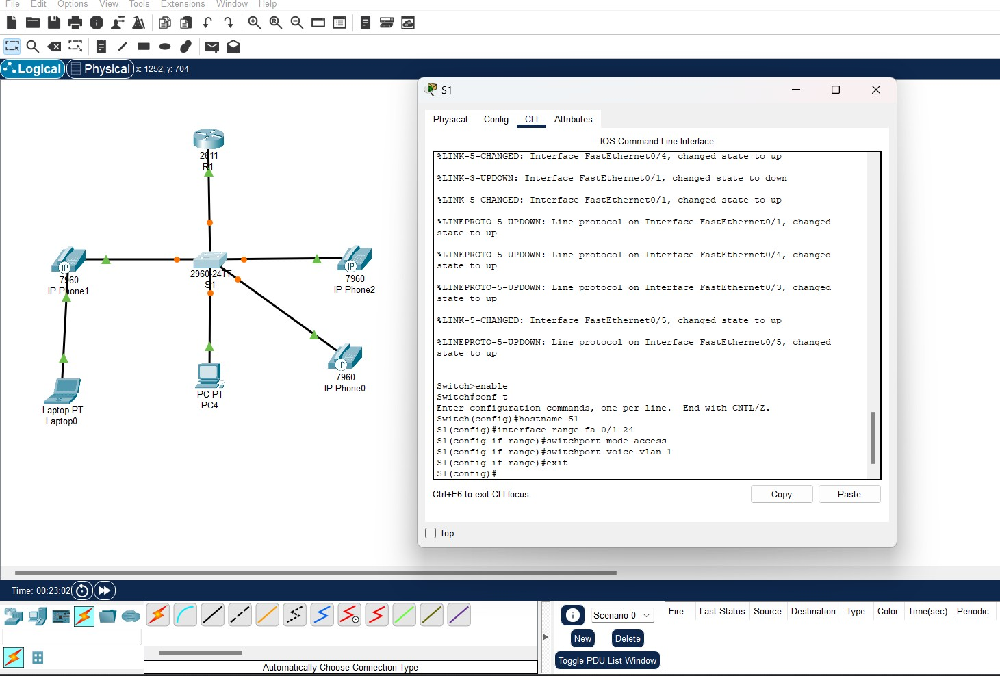 File Edit Options View Tools Extensions Window Help
Logical Physical x: 1252, y: 704
2811
R1
IP
7960
IP Phone1
2960-24TT
S1
IP
7960
IP Phone2
IP
7960
IP Phone0
PC-PT
PC4
Laptop-PT
Laptop0
S1
Physical Config CLI Attributes
IOS Command Line Interface
%LINK-5-CHANGED: Interface FastEthernet0/4, changed state to up
%LINK-3-UPDOWN: Interface FastEthernet0/1, changed state to down
%LINK-5-CHANGED: Interface FastEthernet0/1, changed state to up
%LINEPROTO-5-UPDOWN: Line protocol on Interface FastEthernet0/1, changed
state to up
%LINEPROTO-5-UPDOWN: Line protocol on Interface FastEthernet0/4, changed
state to up
%LINEPROTO-5-UPDOWN: Line protocol on Interface FastEthernet0/3, changed
state to up
%LINK-5-CHANGED: Interface FastEthernet0/5, changed state to up
%LINEPROTO-5-UPDOWN: Line protocol on Interface FastEthernet0/5, changed
state to up
Switch>enable
Switch#conf t
Enter configuration commands, one per line.  End with CNTL/Z.
Switch(config)#hostname S1
S1(config)#interface range fa 0/1-24
S1(config-if-range)#switchport mode access
S1(config-if-range)#switchport voice vlan 1
S1(config-if-range)#exit
S1(config)#
Ctrl+F6 to exit CLI focus
Copy Paste
Top
Time: 00:23:02
Automatically Choose Connection Type
Scenario 0
New Delete
Toggle PDU List Window
Fire Last Status Source Destination Type Color Time(sec) Periodic